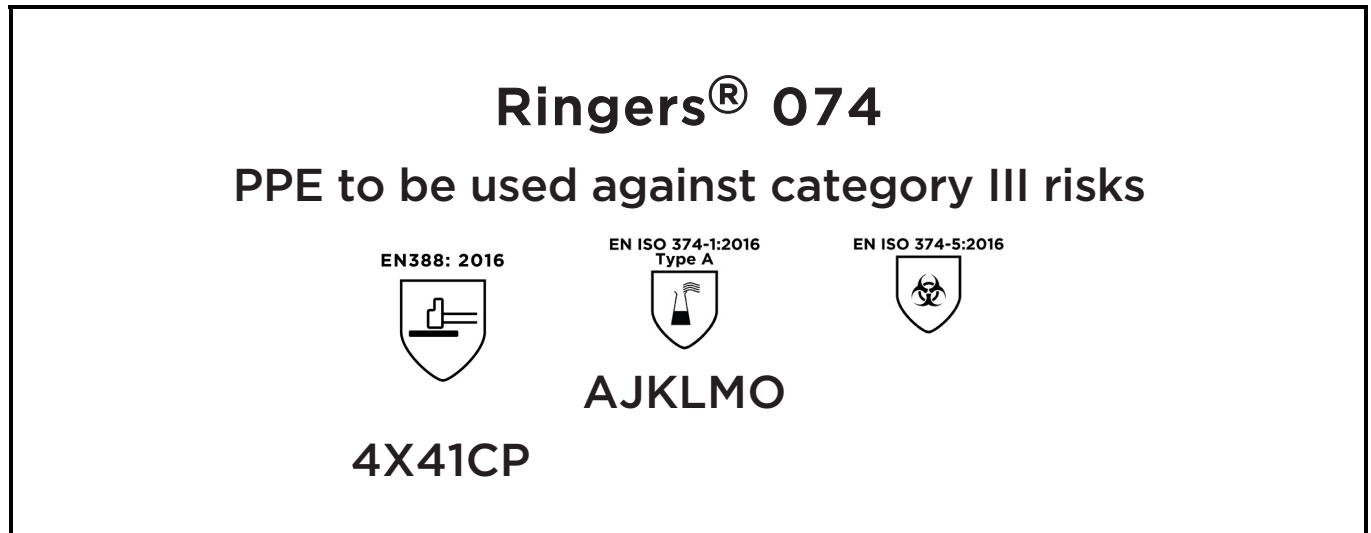 Ringers® 074
PPE to be used against category III risks
EN388: 2016
4X41CP
EN ISO 374-1:2016
Type A
AJKLMO
EN ISO 374-5:2016